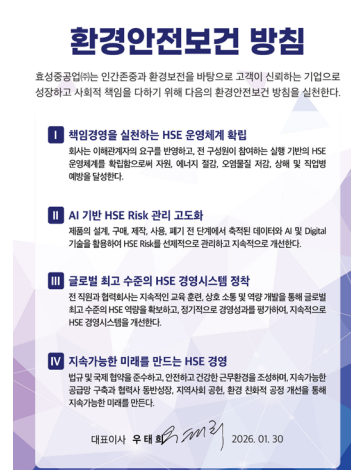 환경안전보건 방침
효성중공업㈜는 인간존중과 환경보전을 바탕으로 고객이 신뢰하는 기업으로
성장하고 사회적 책임을 다하기 위해 다음의 환경안전보건 방침을 실천한다.
I 책임경영을 실천하는 HSE 운영체계 확립
회사는 이해관계자의 요구를 반영하고, 전 구성원이 참여하는 실행 기반의 HSE
운영체계를 확립함으로써 자원, 에너지 절감, 오염물질 저감, 상해 및 직업병
예방을 달성한다.
II AI 기반 HSE Risk 관리 고도화
제품의 설계, 구매, 제작, 사용, 폐기 전 단계에서 축적된 데이터와 AI 및 Digital
기술을 활용하여 HSE Risk를 선제적으로 관리하고 지속적으로 개선한다.
III 글로벌 최고 수준의 HSE 경영시스템 정착
전 직원과 협력회사는 지속적인 교육 훈련, 상호 소통 및 역량 개발을 통해 글로벌
최고 수준의 HSE 역량을 확보하고, 정기적으로 경영성과를 평가하여, 지속적으로
HSE 경영시스템을 개선한다.
IV 지속가능한 미래를 만드는 HSE 경영
법규 및 국제 협약을 준수하고, 안전하고 건강한 근무환경을 조성하며, 지속가능한
공급망 구축과 협력사 동반성장, 지역사회 공헌, 환경 친화적 공정 개선을 통해
지속가능한 미래를 만든다.
대표이사 우태희 2026. 01. 30